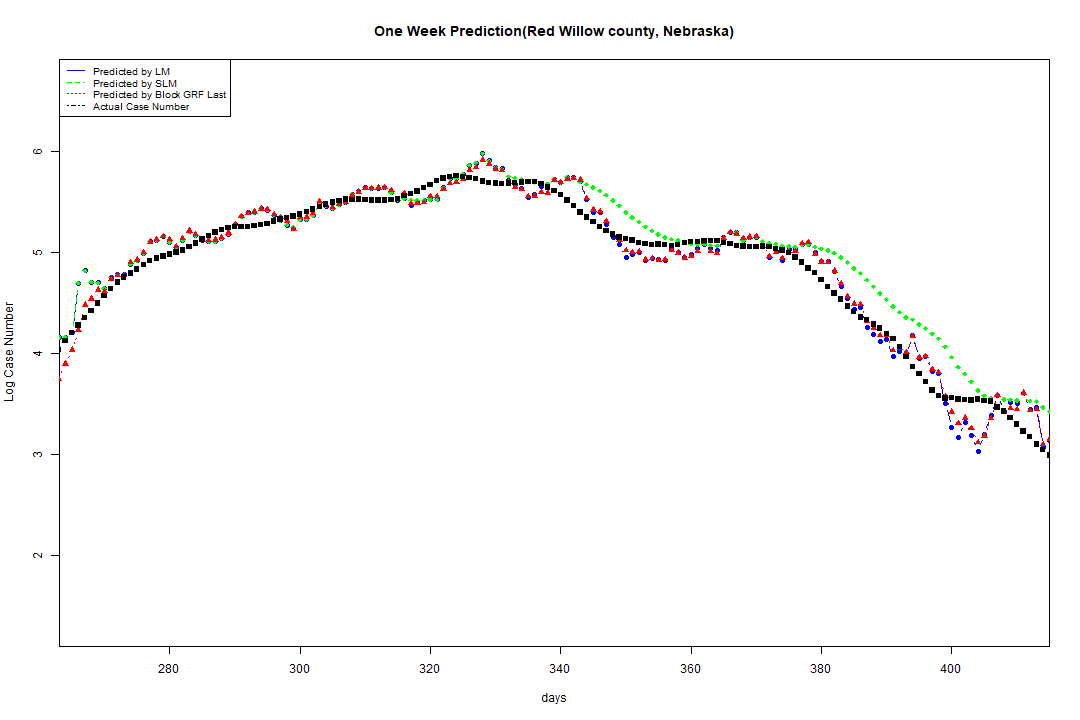 One Week Prediction(Red Willow county, Nebraska)
Predicted by LM
Predicted by SLM
Predicted by Block GRF Last
Actual Case Number
6
5
4
3
2
Log Case Number
280 300 320 340 360 380 400
days